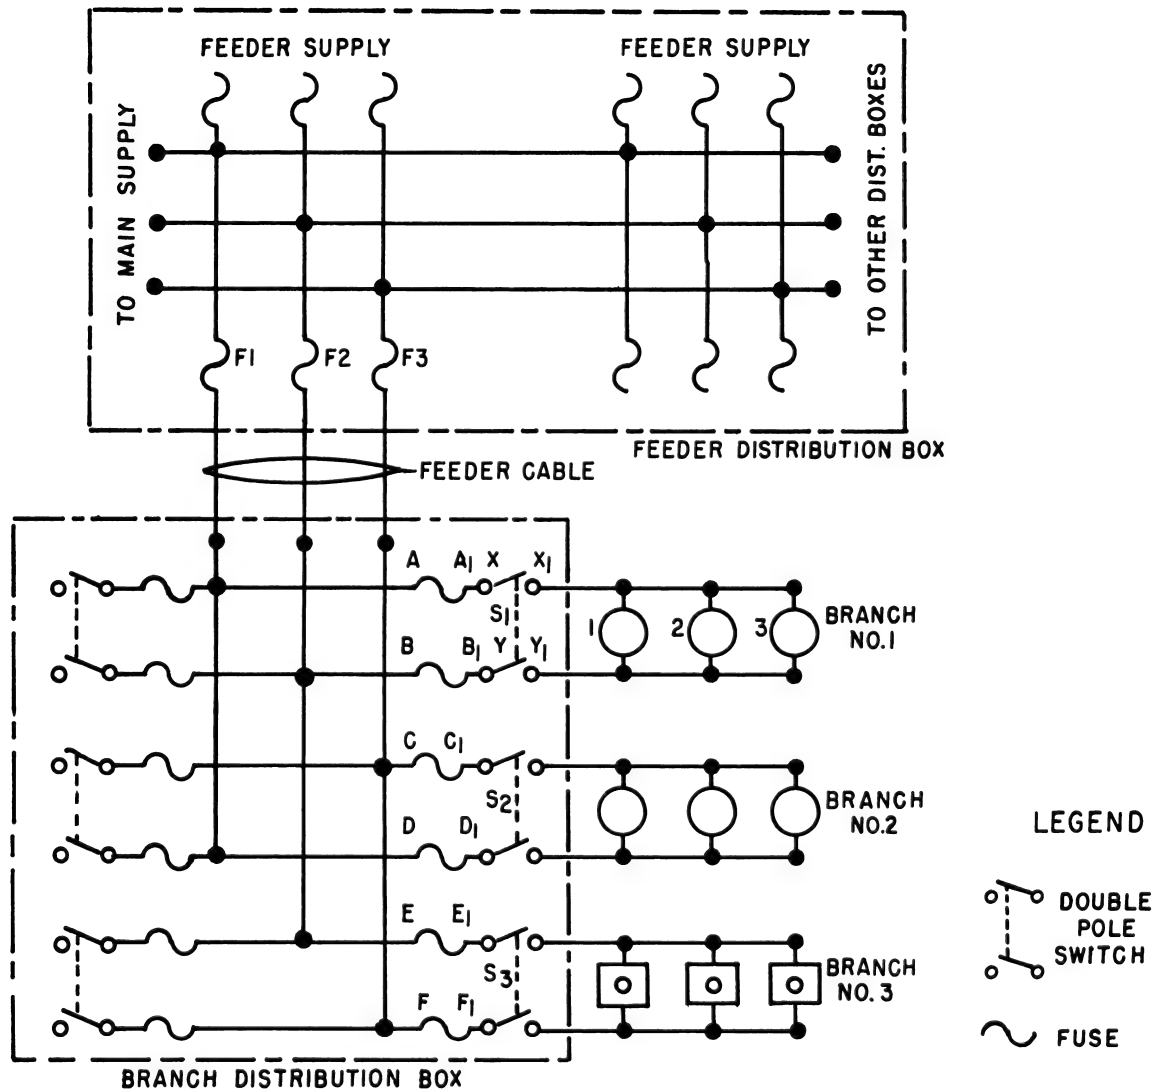 FEEDER SUPPLY
FEEDER SUPPLY
TO MAIN SUPPLY
TO OTHER DIST. BOXES
F1
F2
F3
FEEDER DISTRIBUTION BOX
FEEDER CABLE
A
A1
X
X1
S1
1
2
3
BRANCH
NO.1
B
B1
Y
Y1
C
C1
S2
BRANCH
NO.2
D
D1
LEGEND
E
E1
DOUBLE
POLE
SWITCH
S3
BRANCH
NO. 3
F
F1
FUSE
BRANCH DISTRIBUTION BOX